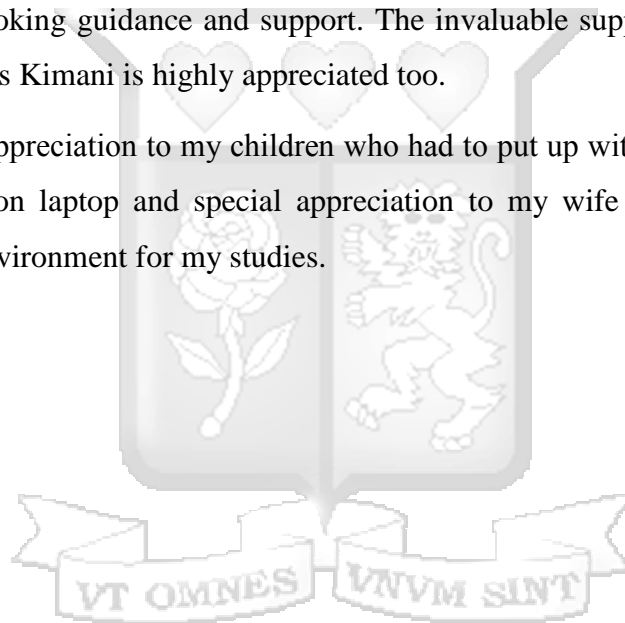 oking guidance and support. The invaluable supp
s Kimani is highly appreciated too.
ppreciation to my children who had to put up wit
on laptop and special appreciation to my wife
vironment for my studies.
VT OMNES VNVM SINT